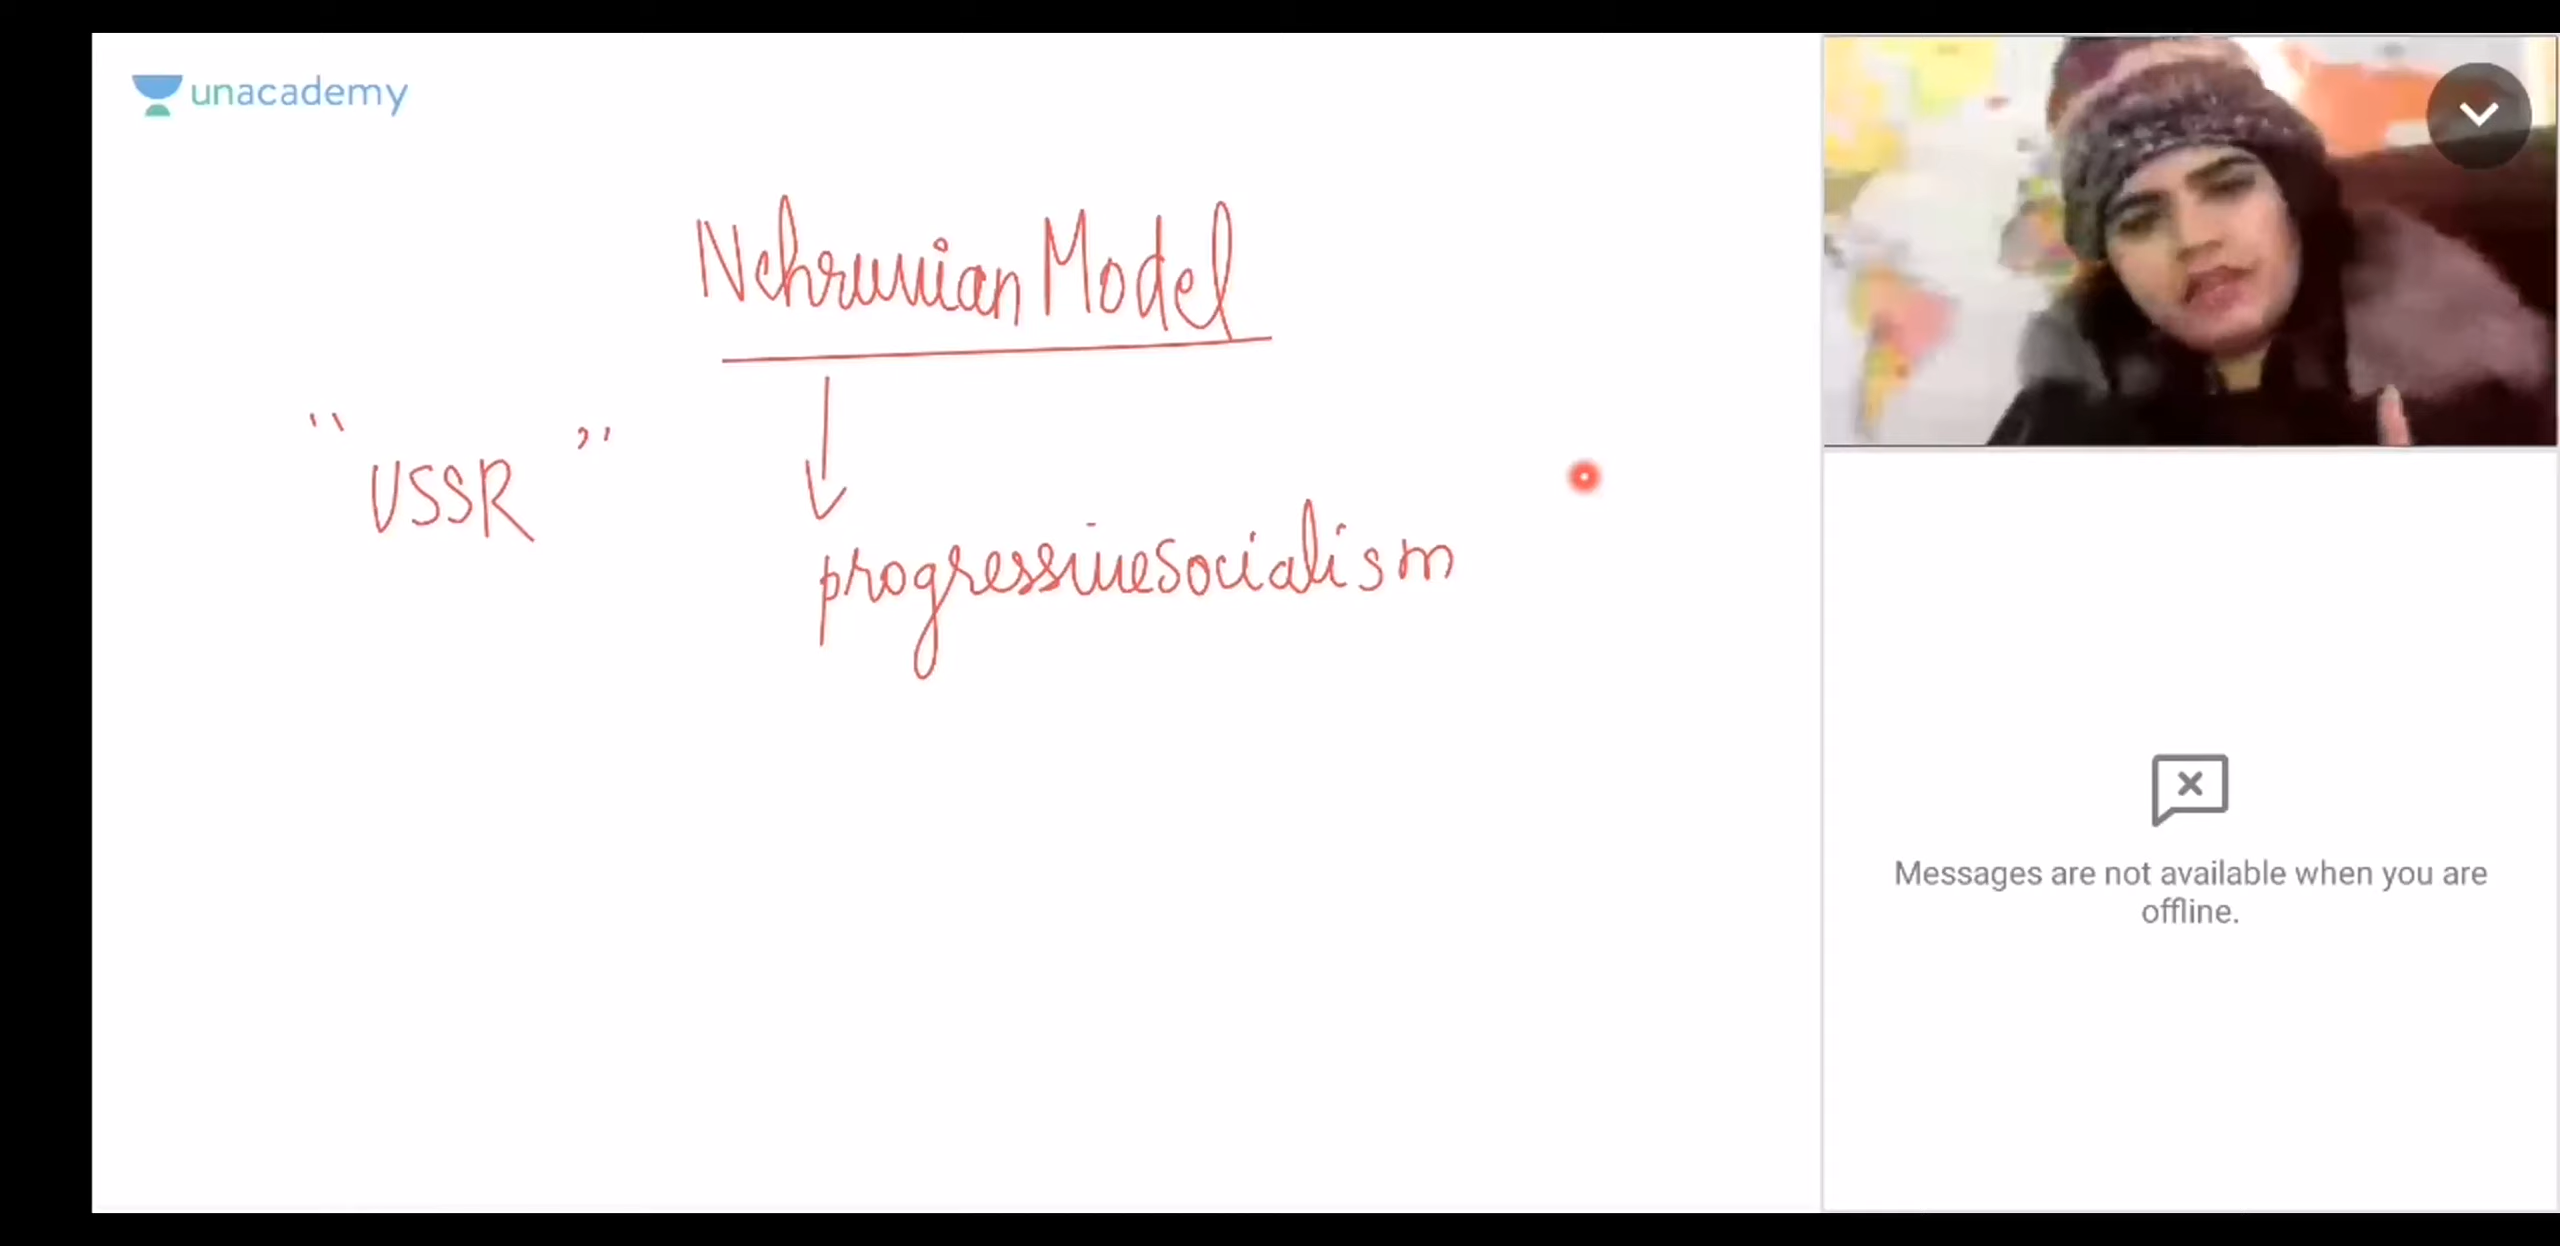 unacademy
Nehruvian Model
" USSR "
progressive socialism
Messages are not available when you are
offline.